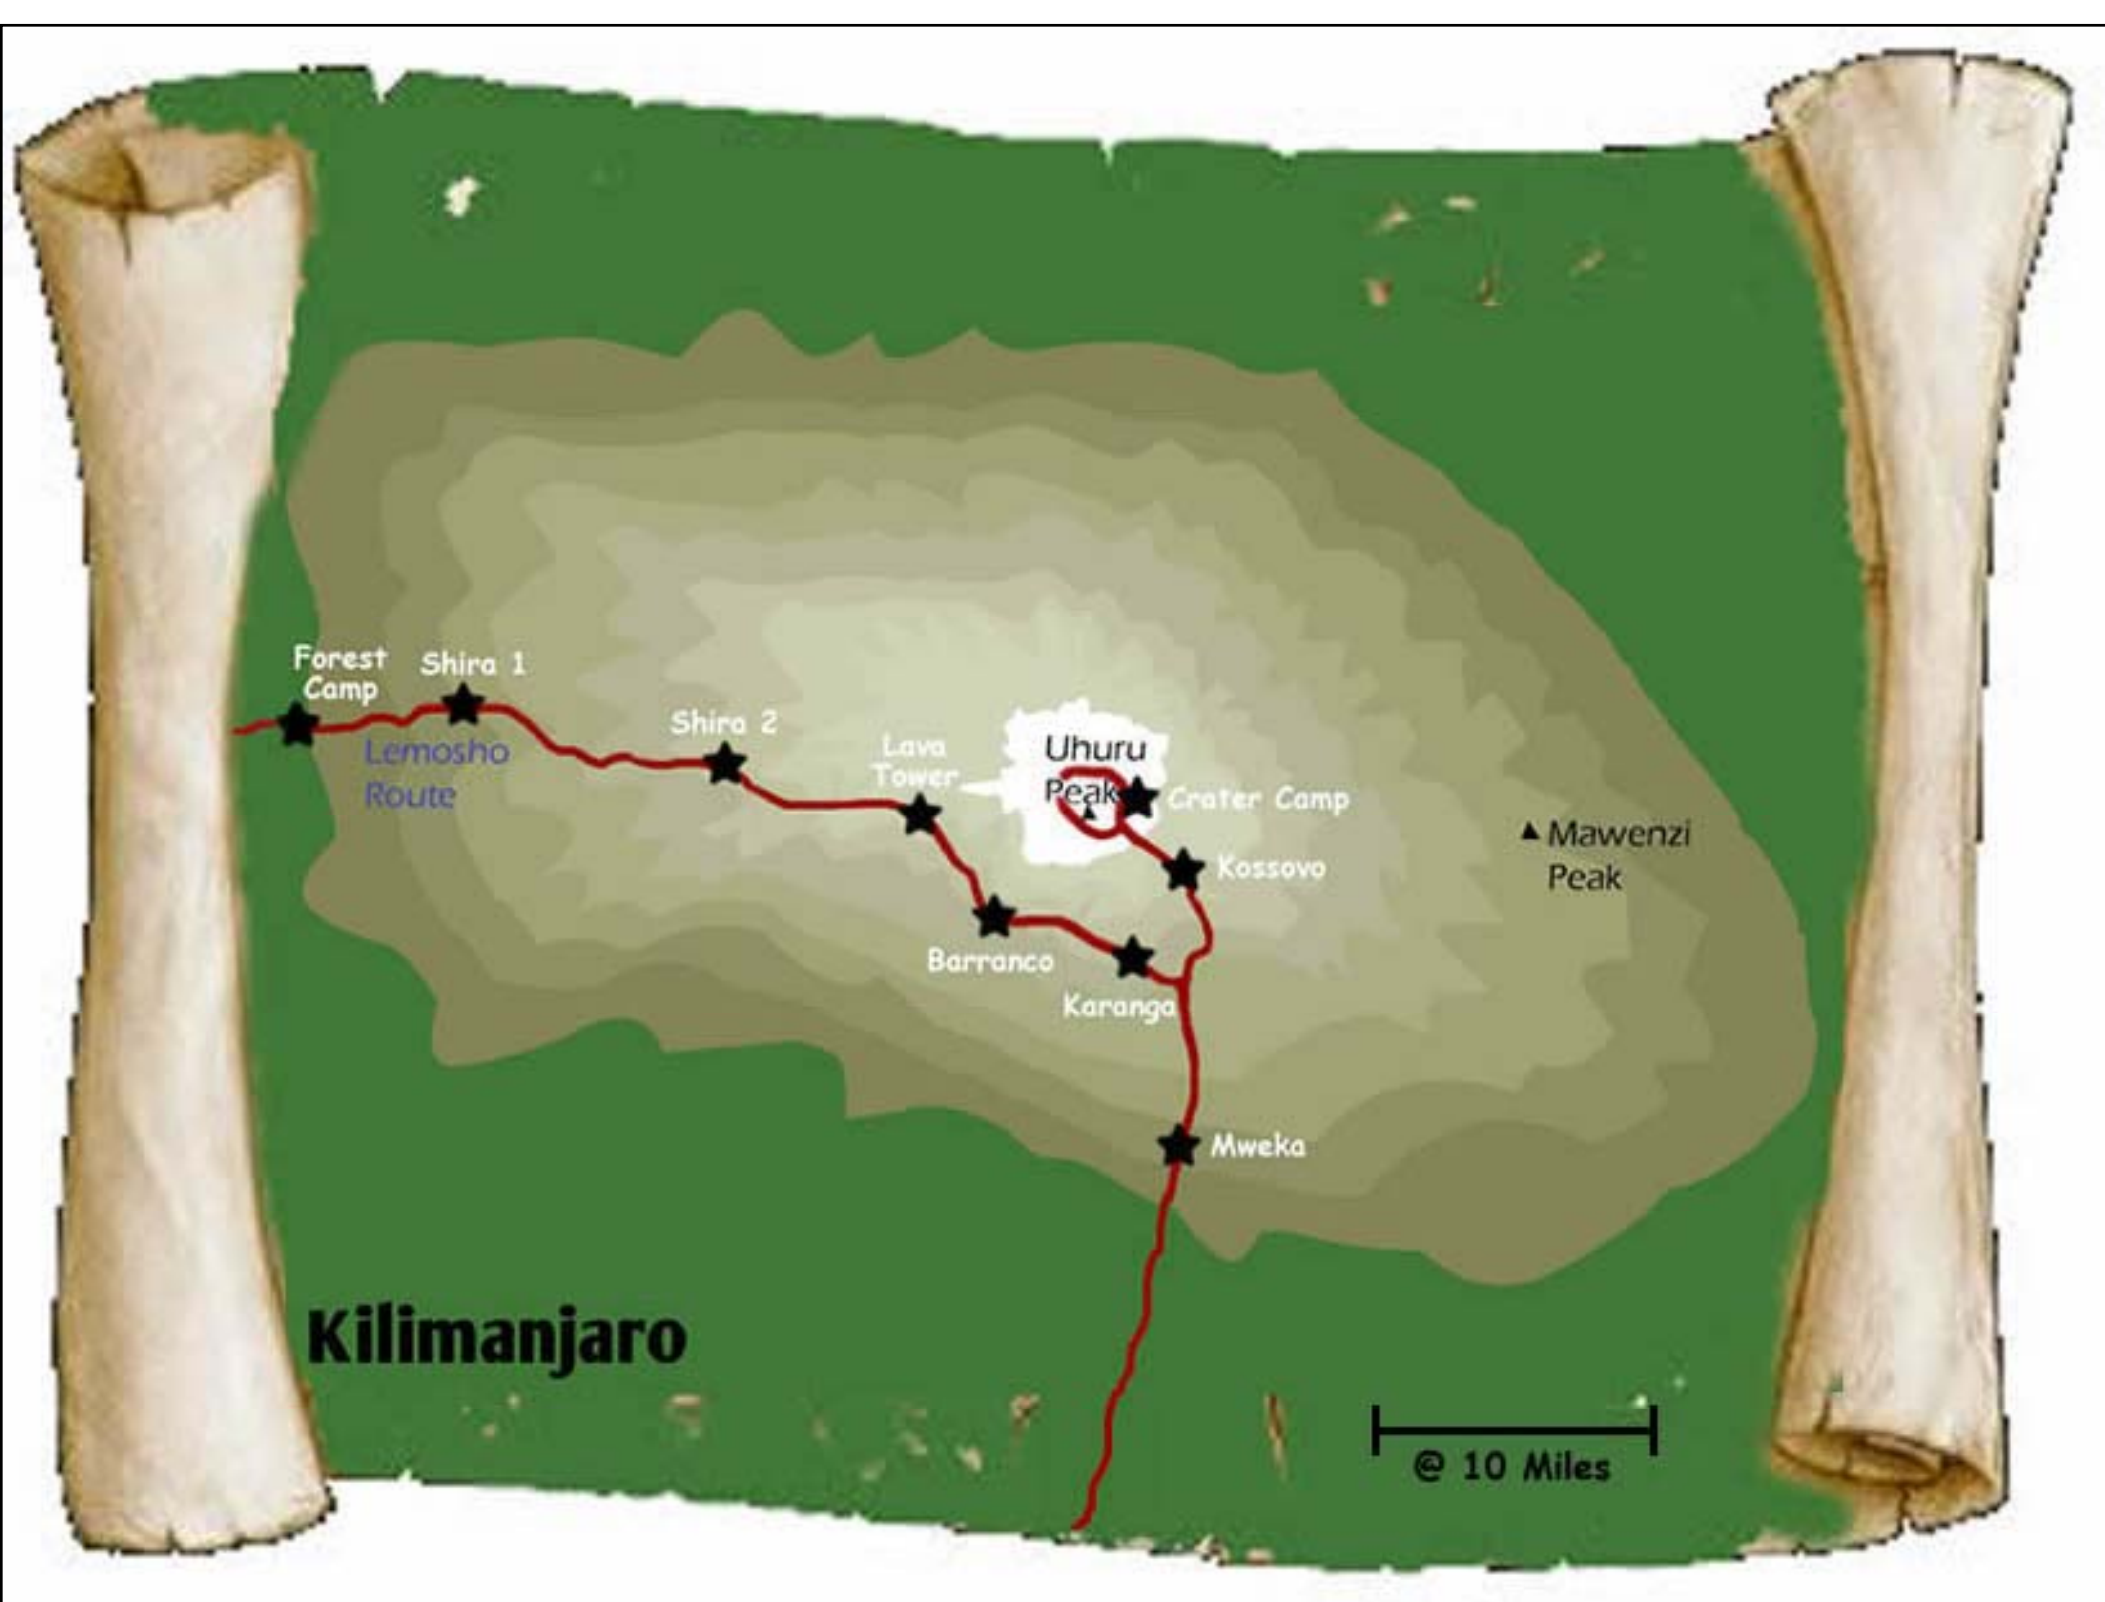 Forest
Camp
Shira 1
Lemosho
Route
Shira 2
Lava
Tower
Uhuru
Peak
Crater Camp
Kossovo
Mawenzi
Peak
Barranco
Karanga
Mweka
Kilimanjaro
@ 10 Miles